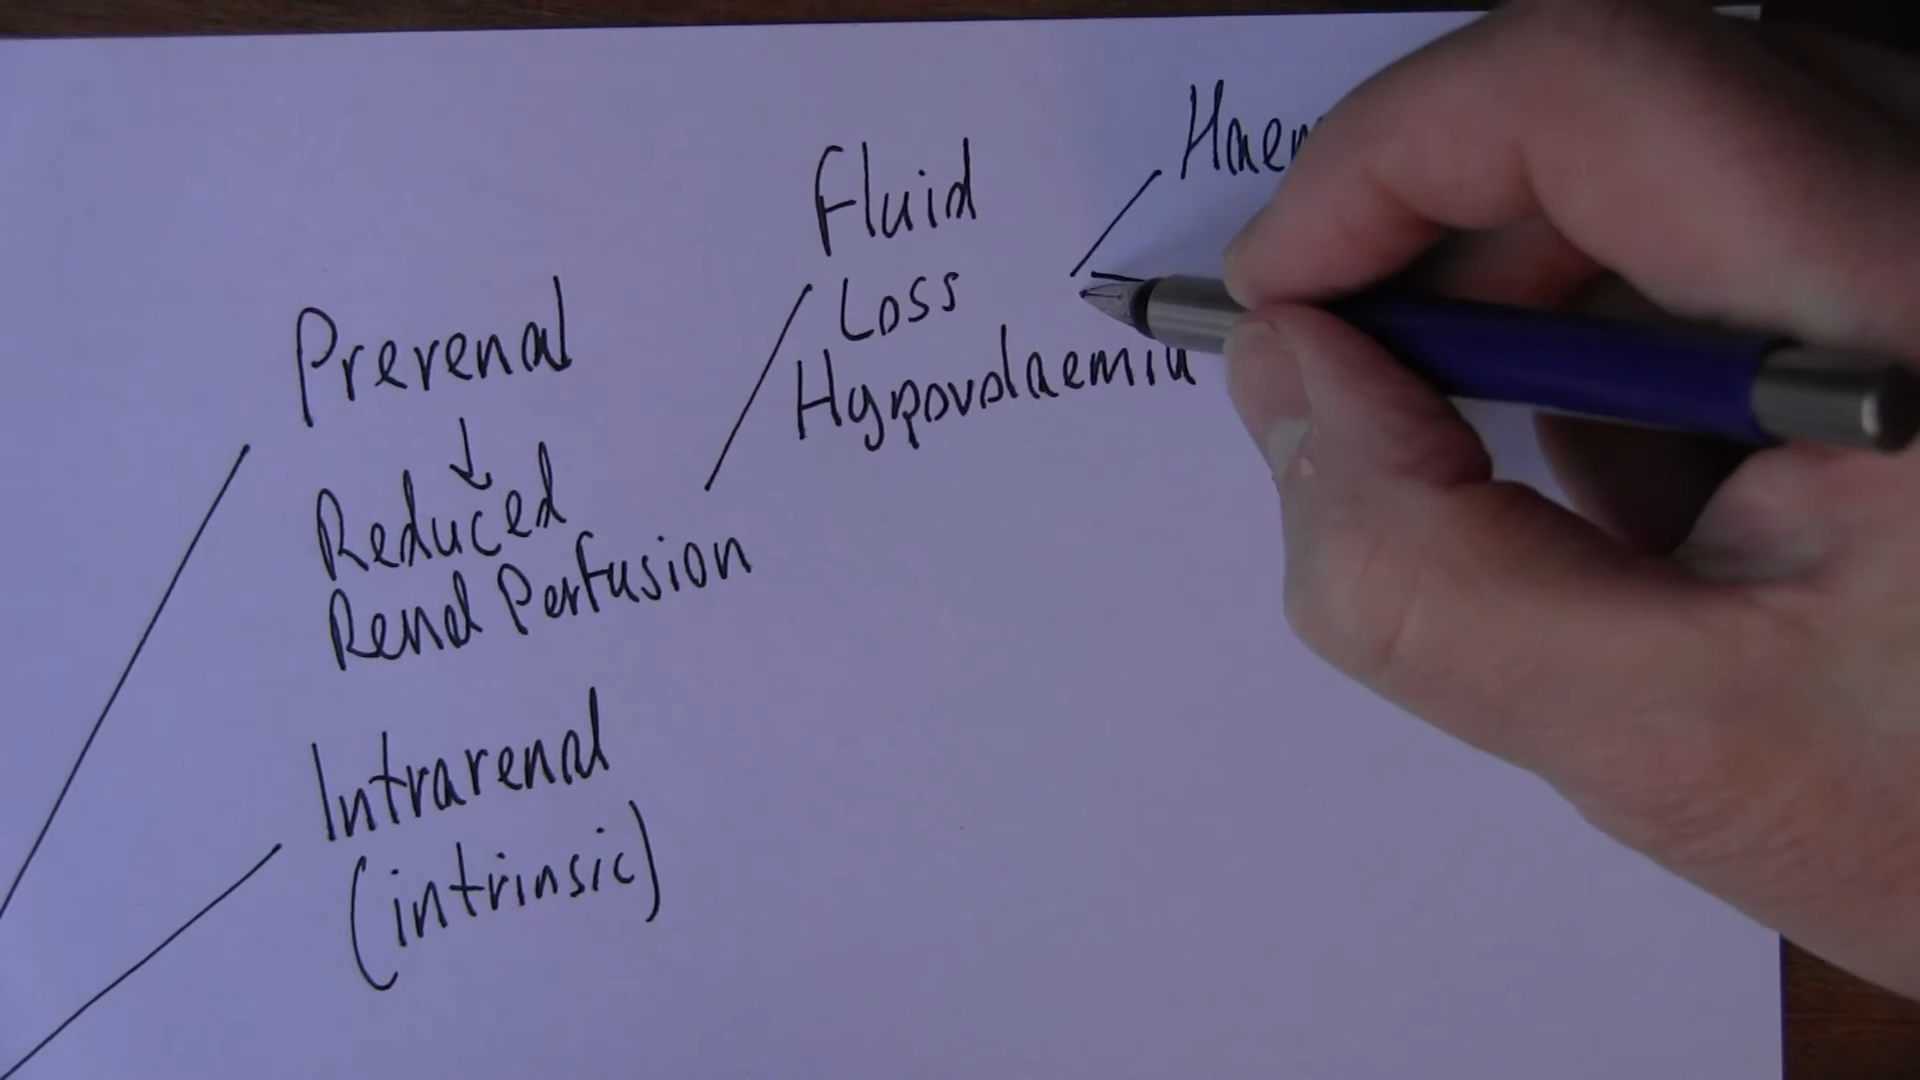 Prerenal
↓
Reduced
Renal Perfusion
Fluid
Loss
Hypovolaemia
Intrarenal
(intrinsic)